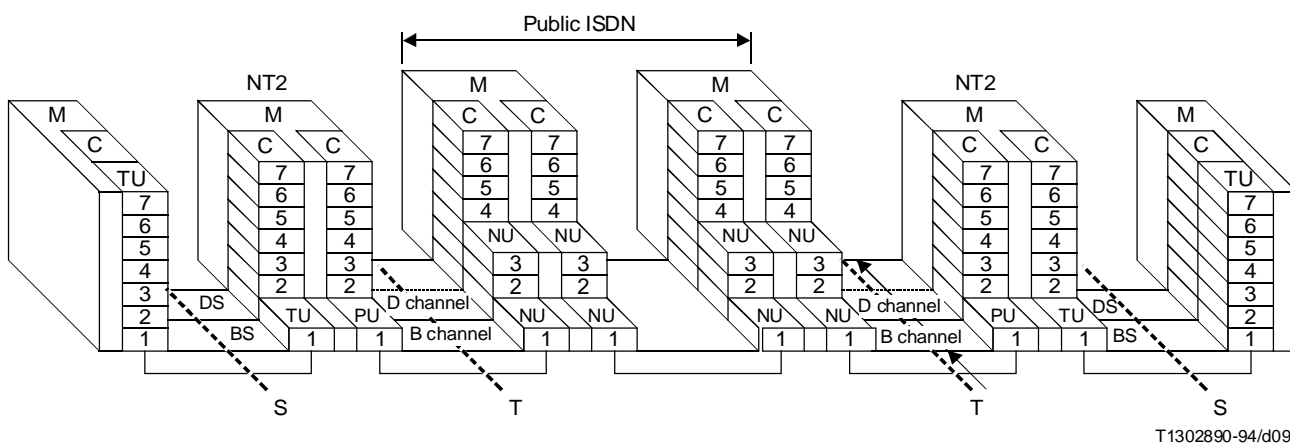 Public ISDN
NT2 NT2
M M M M M M
C C C C C C C C C C
TU 7 6 5 4 3 2 1
C C 7 7 6 6 5 5 4 4 3 3 2 2
TU PU 1 1
DS
BS
7 7 6 6 5 5 4 4
NU NU
3 3 2 2
NU NU
1 1
D channel
B channel
7 7 6 6 5 5 4 4
NU NU
3 3 2 2
NU NU
1 1
D channel
B channel
7 7 6 6 5 5 4 4 3 3 2 2
PU TU
1 1
DS
BS
TU 7 6 5 4 3 2 1
S T T S
T1302890-94/d09